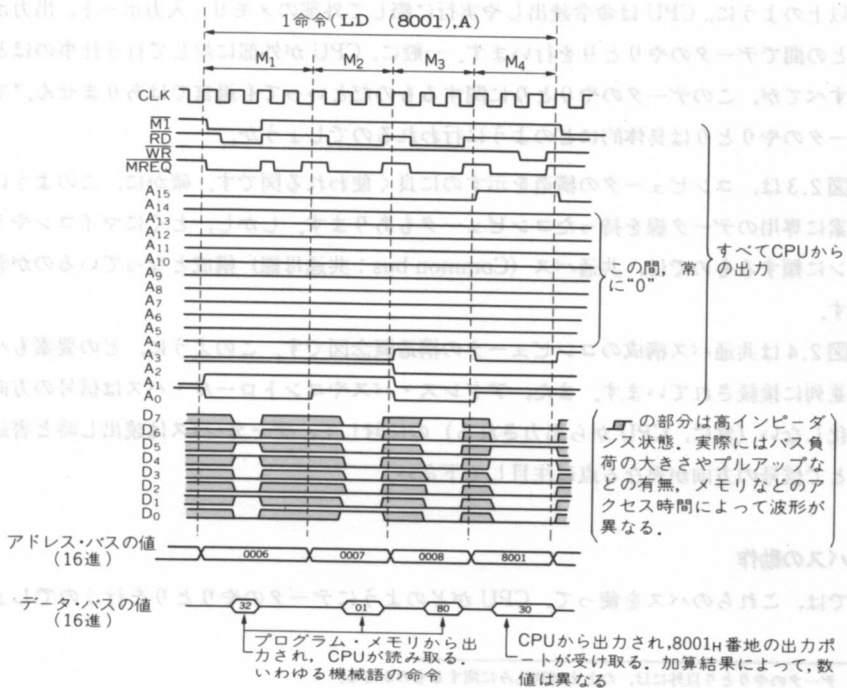 1命令(LD (8001),A)
M1 M2 M3 M4
CLK
M1
RD
WR
MREQ
A15
A14
A13
A12
A11
A10
A9
A8
A7
A6
A5
A4
A3
A2
A1
A0
この間,常
に"0"
すべてCPUから
の出力
D7
D6
D5
D4
D3
D2
D1
D0
の部分は高インピーダ
ンス状態.実際にはバス負
荷の大きさやプルアップな
どの有無,メモリなどのア
クセス時間によって波形が
異なる.
アドレス・バスの値
(16進)
0006 0007 0008 8001
データ・バスの値
(16進)
32 01 80 30
プログラム・メモリから出
力され,CPUが読み取る.
いわゆる機械語の命令
CPUから出力され,8001H番地の出力ポ
ートが受け取る.加算結果によって,数
値は異なる